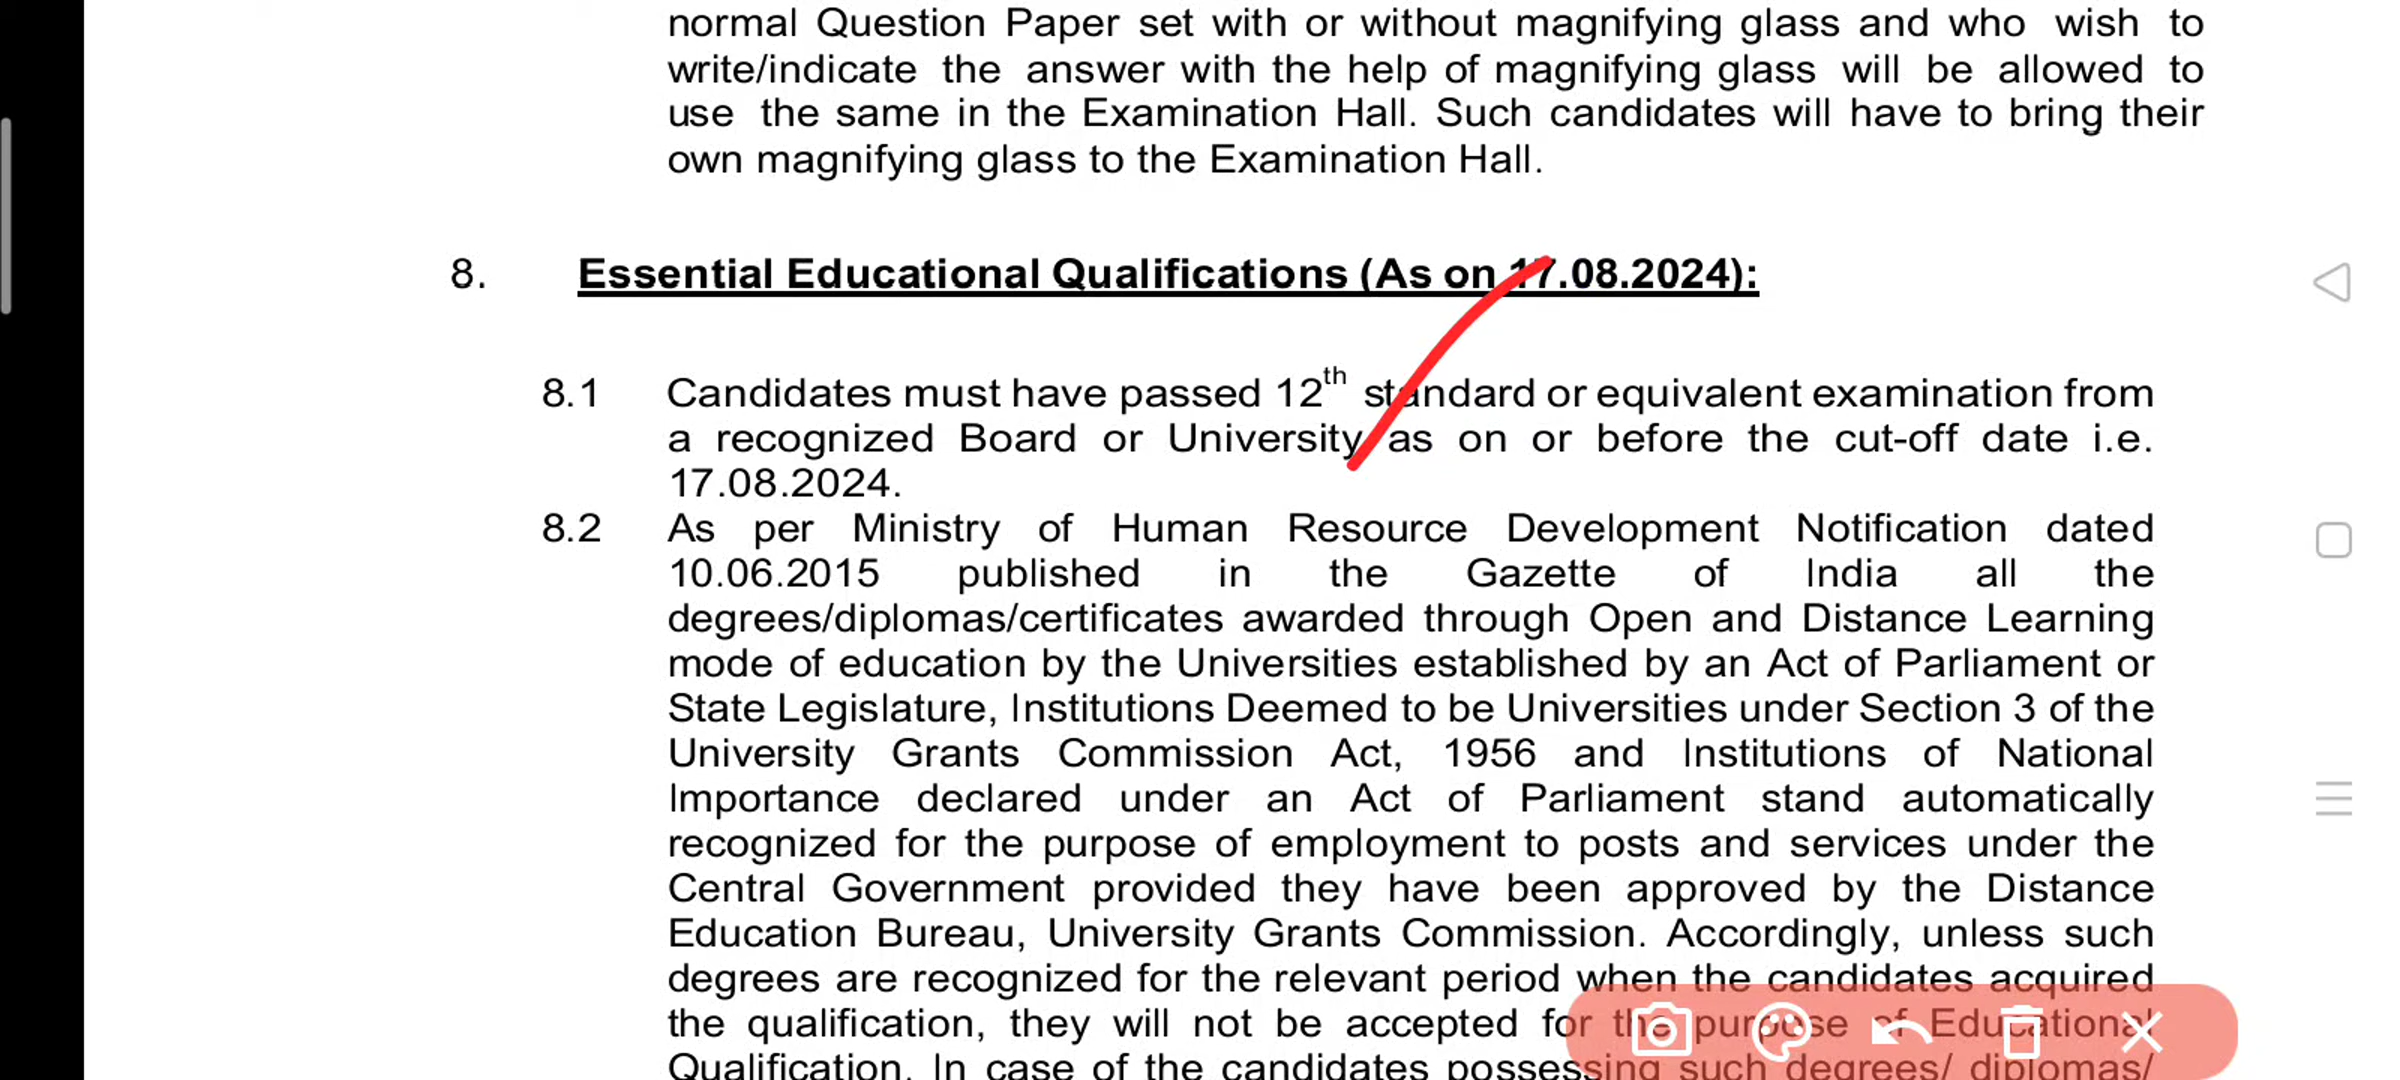 normal Question Paper set with or without magnifying glass and who wish to
write/indicate the answer with the help of magnifying glass will be allowed to
use the same in the Examination Hall. Such candidates will have to bring their
own magnifying glass to the Examination Hall.
8. Essential Educational Qualifications (As on 17.08.2024):
8.1 Candidates must have passed 12th standard or equivalent examination from
a recognized Board or University as on or before the cut-off date i.e.
17.08.2024.
8.2 As per Ministry of Human Resource Development Notification dated
10.06.2015 published in the Gazette of India all the
degrees/diplomas/certificates awarded through Open and Distance Learning
mode of education by the Universities established by an Act of Parliament or
State Legislature, Institutions Deemed to be Universities under Section 3 of the
University Grants Commission Act, 1956 and Institutions of National
Importance declared under an Act of Parliament stand automatically
recognized for the purpose of employment to posts and services under the
Central Government provided they have been approved by the Distance
Education Bureau, University Grants Commission. Accordingly, unless such
degrees are recognized for the relevant period when the candidates acquired
the qualification, they will not be accepted for the purpose of Educational
Qualification. In case of the candidates possessing such degrees/ diplomas/